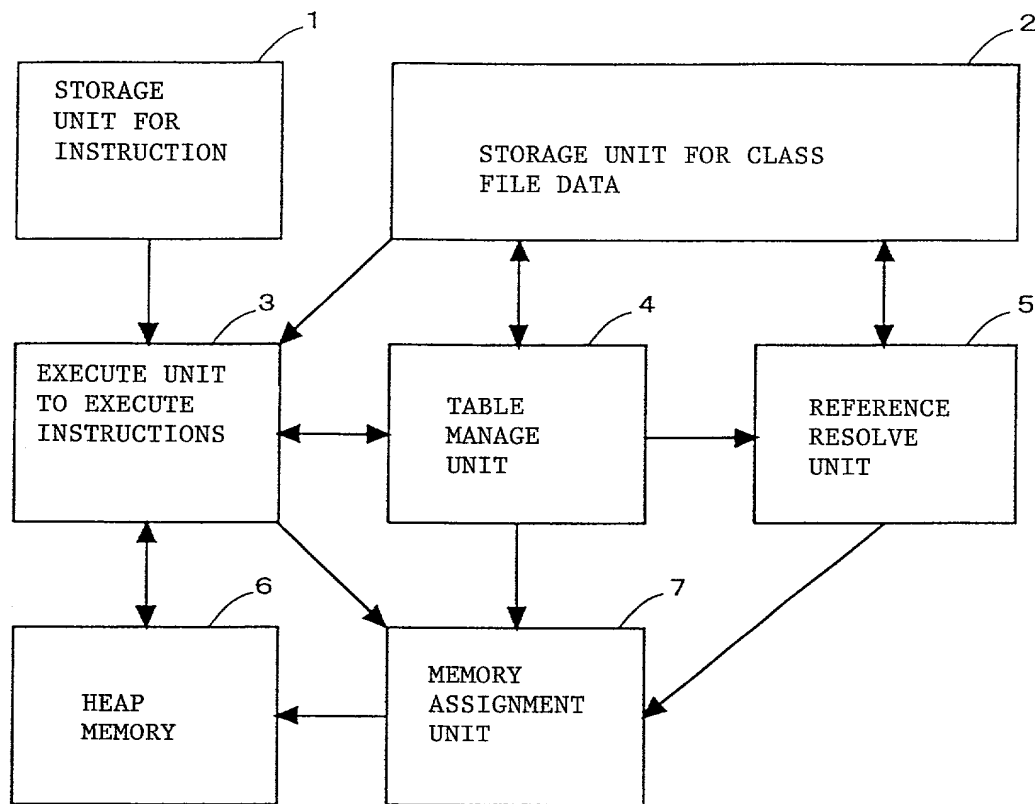 1
STORAGE
UNIT FOR
INSTRUCTION
2
STORAGE UNIT FOR CLASS
FILE DATA
3
EXECUTE UNIT
TO EXECUTE
INSTRUCTIONS
4
TABLE
MANAGE
UNIT
5
REFERENCE
RESOLVE
UNIT
6
HEAP
MEMORY
7
MEMORY
ASSIGNMENT
UNIT